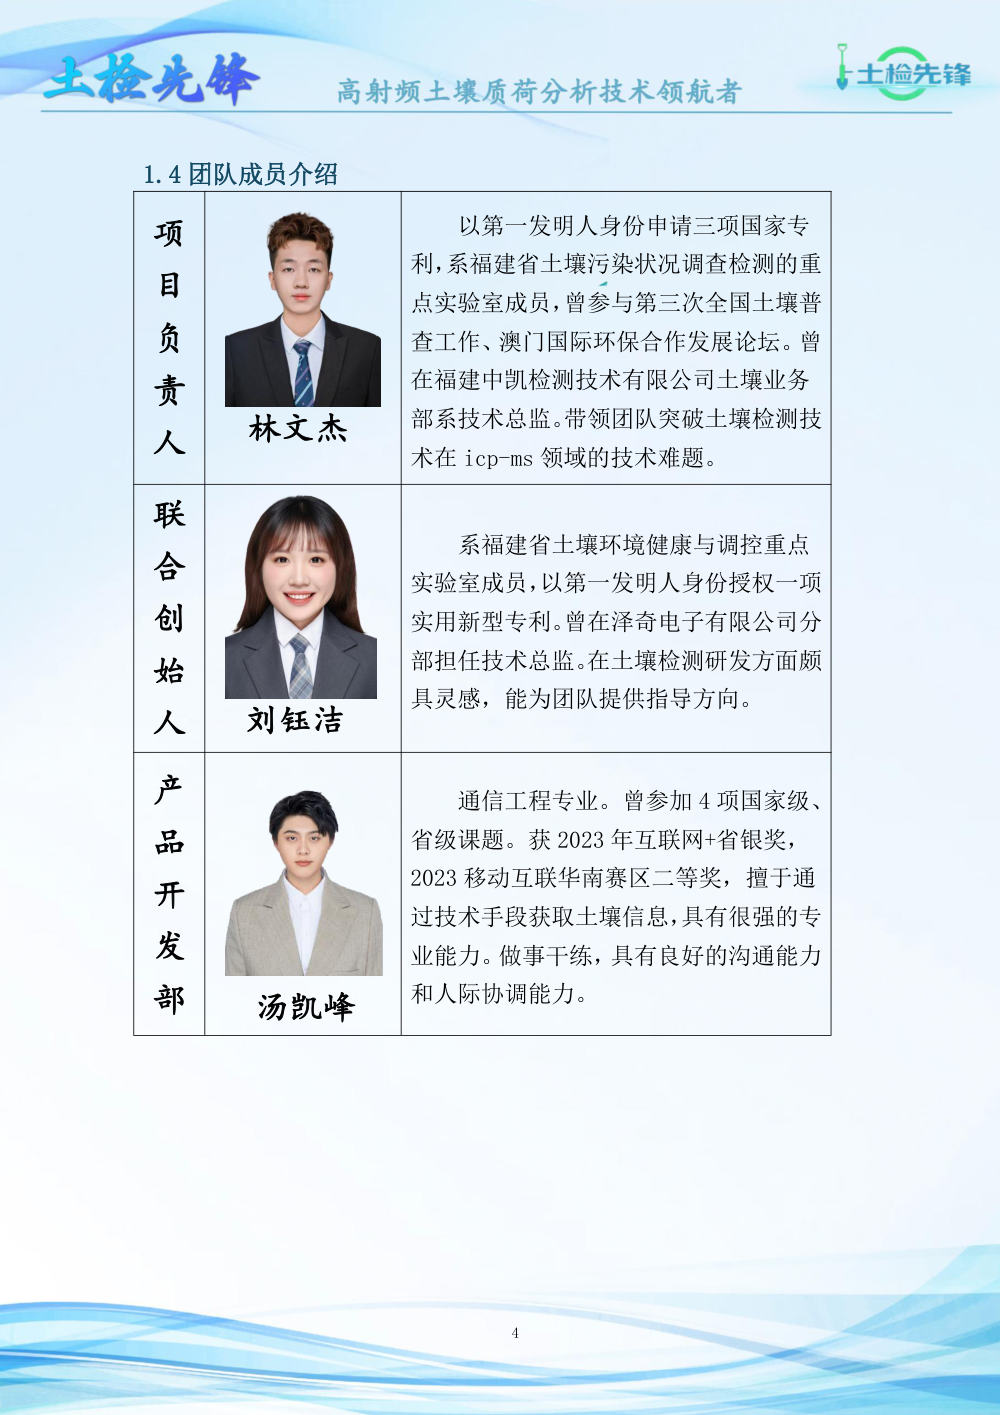 土检先锋
高射频土壤质荷分析技术领航者
土检先锋
1.4 团队成员介绍
项
目
负
责
人
林文杰
以第一发明人身份申请三项国家专
利，系福建省土壤污染状况调查检测的重
点实验室成员，曾参与第三次全国土壤普
查工作、澳门国际环保合作发展论坛。曾
在福建中凯检测技术有限公司土壤业务
部系技术总监。带领团队突破土壤检测技
术在 icp-ms 领域的技术难题。
联
合
创
始
人
刘钰洁
系福建省土壤环境健康与调控重点
实验室成员，以第一发明人身份授权一项
实用新型专利。曾在泽奇电子有限公司分
部担任技术总监。在土壤检测研发方面颇
具灵感，能为团队提供指导方向。
产
品
开
发
部
汤凯峰
通信工程专业。曾参加 4 项国家级、
省级课题。获 2023 年互联网+省银奖，
2023 移动互联华南赛区二等奖，擅于通
过技术手段获取土壤信息，具有很强的专
业能力。做事干练，具有良好的沟通能力
和人际协调能力。
4